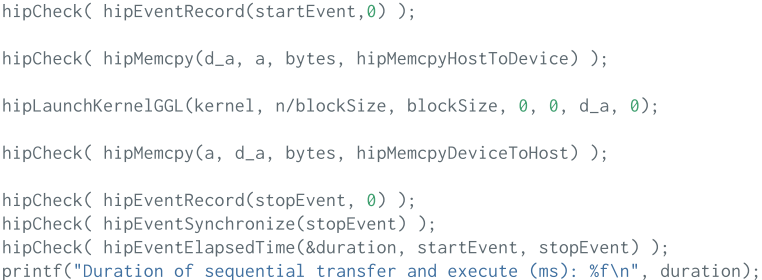 hipCheck( hipEventRecord(startEvent,0) );
hipCheck( hipMemcpy(d_a, a, bytes, hipMemcpyHostToDevice) );
hipLaunchKernelGGL(kernel, n/blockSize, blockSize, 0, 0, d_a, 0);
hipCheck( hipMemcpy(a, d_a, bytes, hipMemcpyDeviceToHost) );
hipCheck( hipEventRecord(stopEvent, 0) );
hipCheck( hipEventSynchronize(stopEvent) );
hipCheck( hipEventElapsedTime(&duration, startEvent, stopEvent) );
printf("Duration of sequential transfer and execute (ms): %f\n", duration);